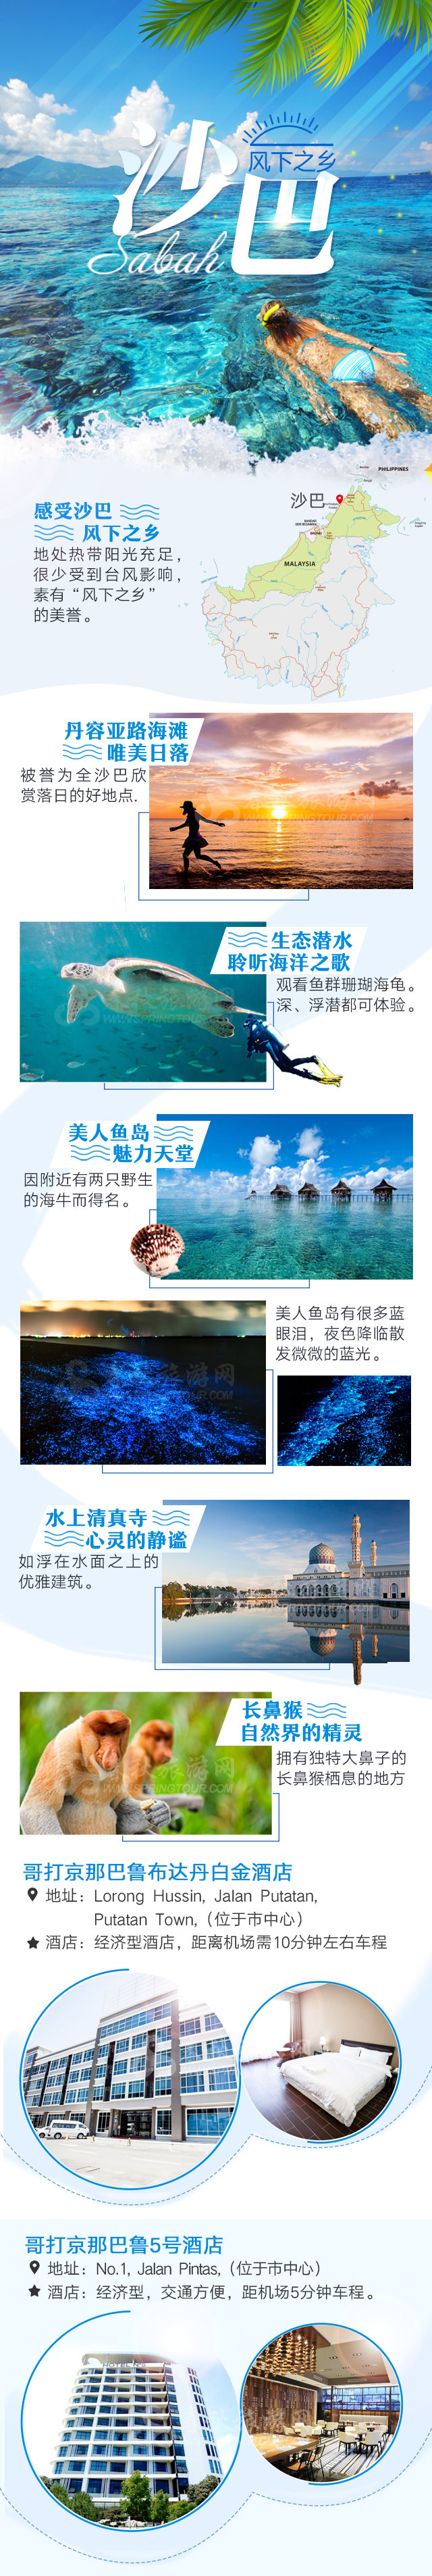 风下之乡
沙巴
Sabah
感受沙巴
风下之乡
地处热带阳光充足，
很少受到台风影响，
素有“风下之乡”
的美誉。
PHILIPPINES
沙巴
MALAYSIA
丹容亚路海滩
唯美日落
被誉为全沙巴欣
赏落日的好地点.
生态潜水
聆听海洋之歌
观看鱼群珊瑚海龟。
深、浮潜都可体验。
美人鱼岛
魅力天堂
因附近有两只野生
的海牛而得名。
美人鱼岛有很多蓝
眼泪，夜色降临散
发微微的蓝光。
水上清真寺
心灵的静谧
如浮在水面之上的
优雅建筑。
长鼻猴
自然界的精灵
拥有独特大鼻子的
长鼻猴栖息的地方
哥打京那巴鲁布达丹白金酒店
地址：Lorong Hussin, Jalan Putatan,
Putatan Town,（位于市中心）
酒店：经济型酒店，距离机场需10分钟左右车程
哥打京那巴鲁5号酒店
地址：No.1, Jalan Pintas,（位于市中心）
酒店：经济型，交通方便，距机场5分钟车程。